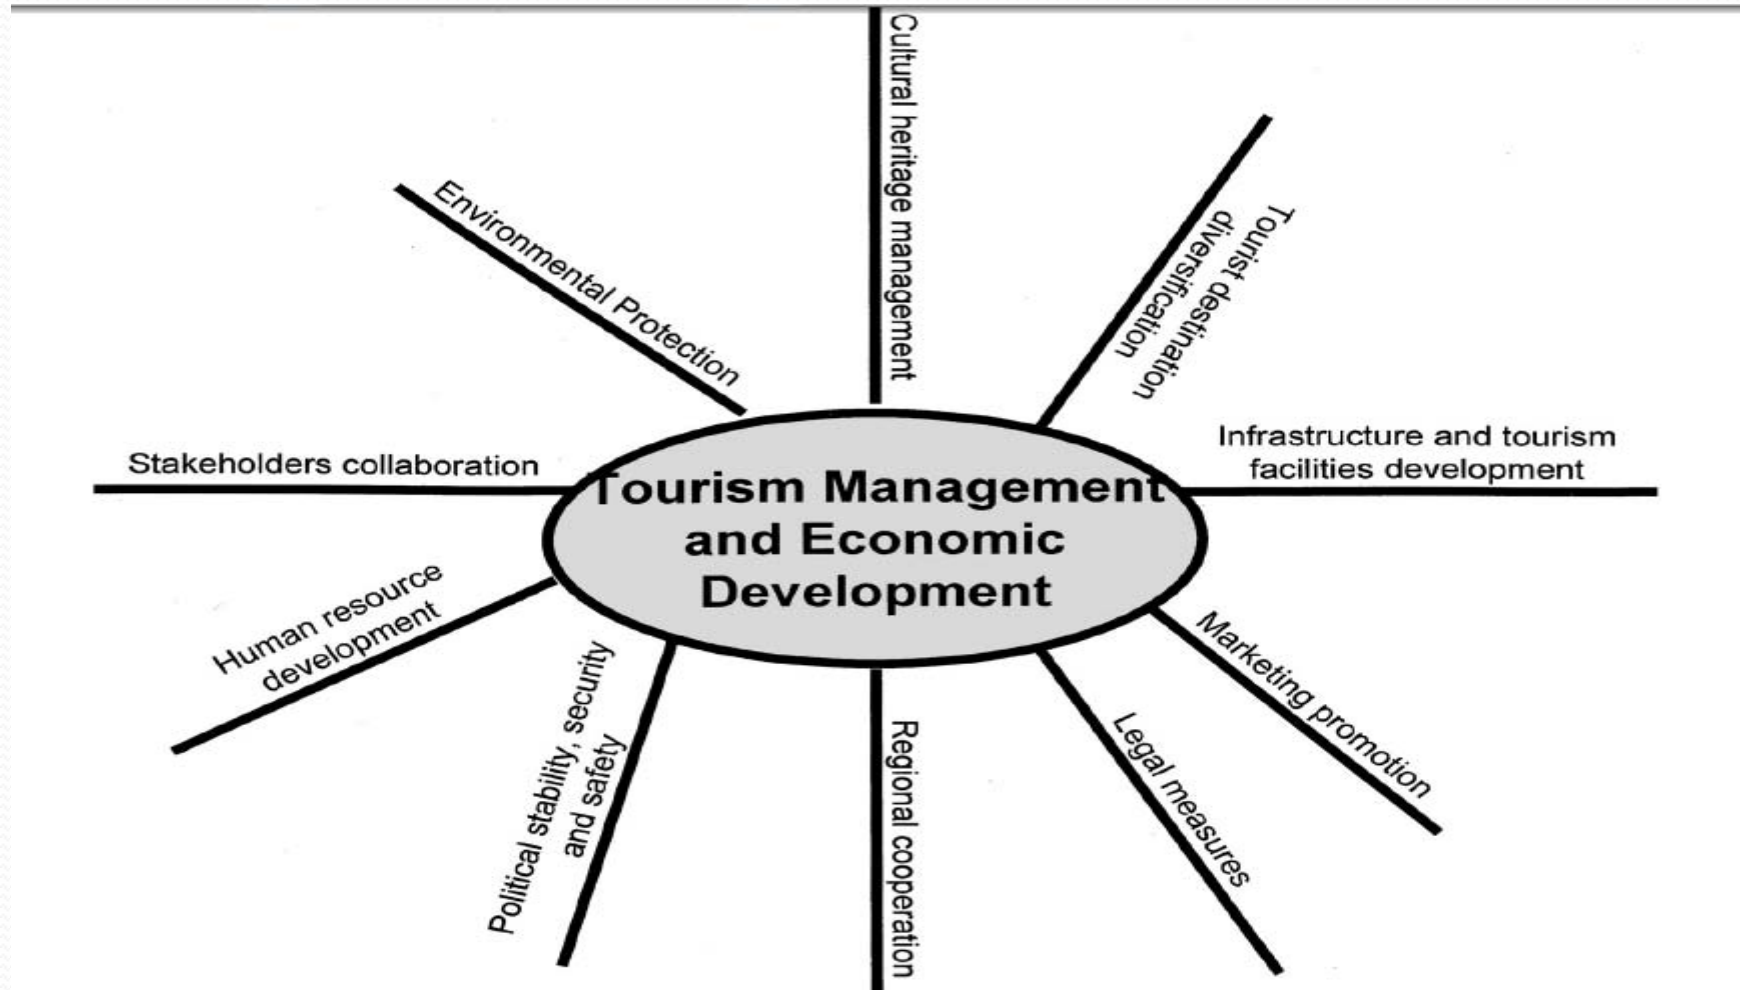 Cultural heritage management
Tourist destination
diversification
Environmental Protection
Infrastructure and tourism
facilities development
Stakeholders collaboration
Tourism Management
and Economic
Development
Human resource
development
Marketing promotion
Political stability, security
and safety
Legal measures
Regional cooperation